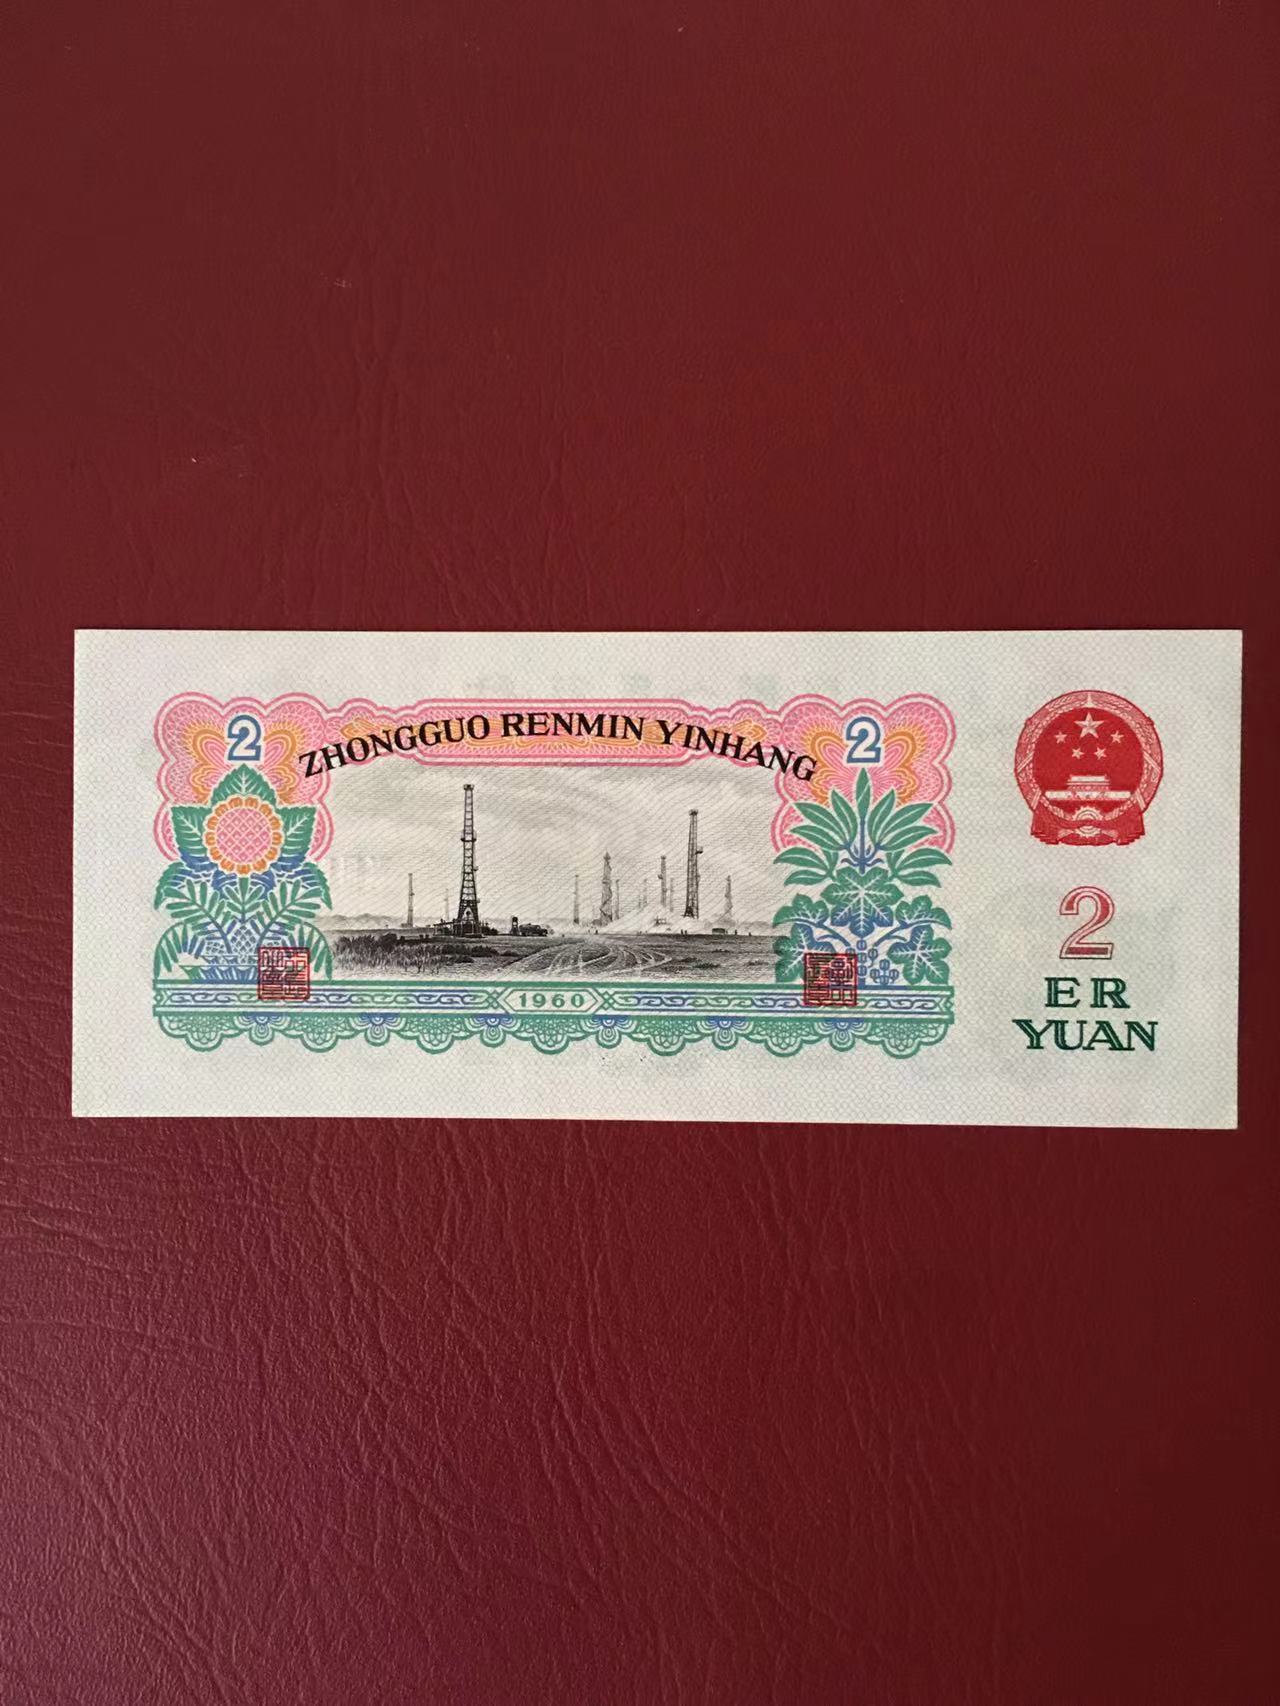 2
2
ZHONGGUO RENMIN YINHANG
1960
2
ER
YUAN